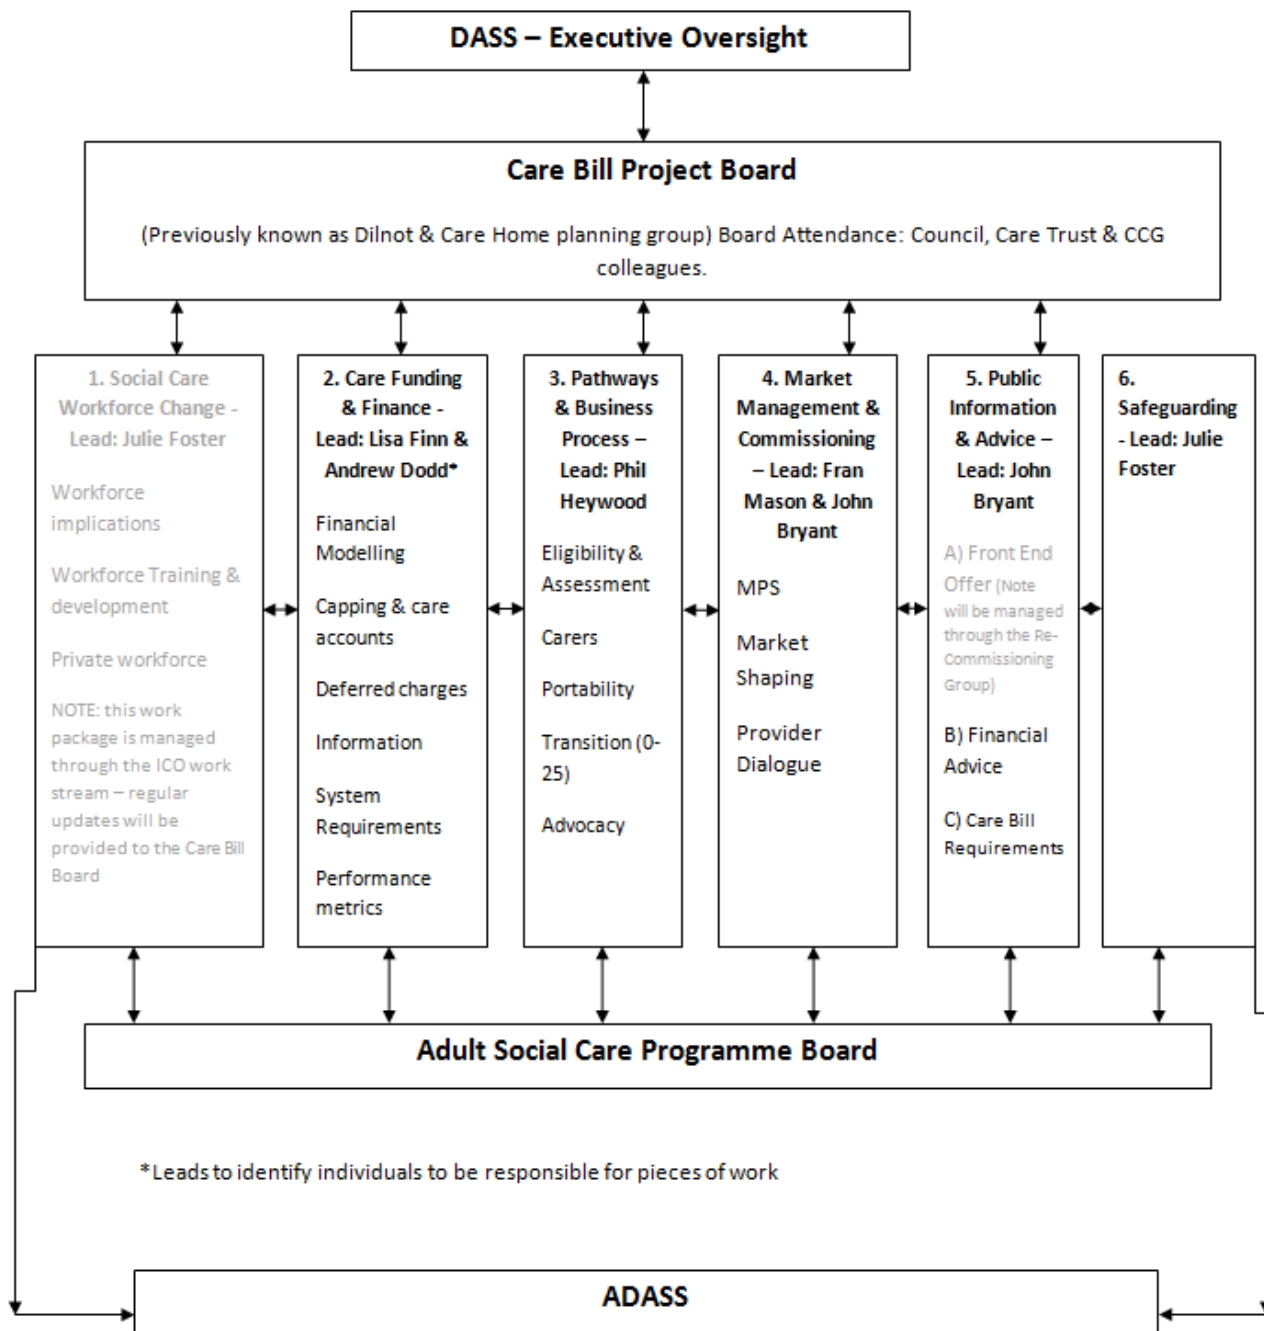 DASS – Executive Oversight
Care Bill Project Board
(Previously known as Dilnot & Care Home planning group) Board Attendance: Council, Care Trust & CCG
colleagues.
1. Social Care
Workforce Change -
Lead: Julie Foster
Workforce
implications
Workforce Training &
development
Private workforce
NOTE: this work
package is managed
through the ICO work
stream – regular
updates will be
provided to the Care Bill
Board
2. Care Funding
& Finance -
Lead: Lisa Finn &
Andrew Dodd*
Financial
Modelling
Capping & care
accounts
Deferred charges
Information
System
Requirements
Performance
metrics
3. Pathways
& Business
Process –
Lead: Phil
Heywood
Eligibility &
Assessment
Carers
Portability
Transition (0-
25)
Advocacy
4. Market
Management &
Commissioning
– Lead: Fran
Mason & John
Bryant
MPS
Market
Shaping
Provider
Dialogue
5. Public
Information
& Advice –
Lead: John
Bryant
A) Front End
Offer (Note
will be managed
through the Re-
Commissioning
Group)
B) Financial
Advice
C) Care Bill
Requirements
6.
Safeguarding
- Lead: Julie
Foster
Adult Social Care Programme Board
*Leads to identify individuals to be responsible for pieces of work
ADASS